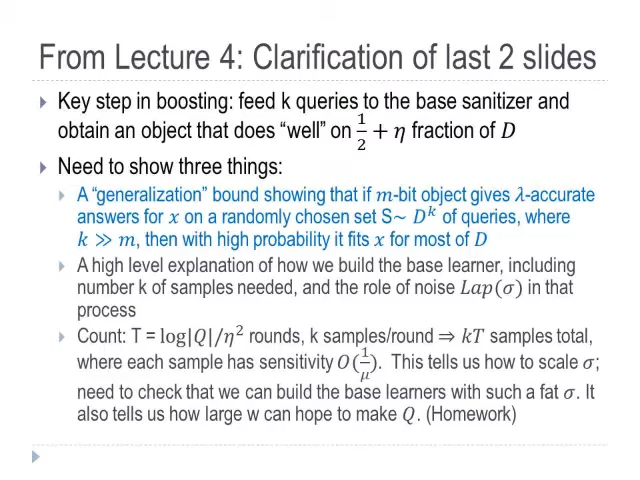 From Lecture 4: Clarification of last 2 slides
Key step in boosting: feed k queries to the base sanitizer and
obtain an object that does “well” on 1/2 + η fraction of D
Need to show three things:
A “generalization” bound showing that if m-bit object gives λ-accurate
answers for x on a randomly chosen set S~ D^k of queries, where
k ≫ m, then with high probability it fits x for most of D
A high level explanation of how we build the base learner, including
number k of samples needed, and the role of noise Lap(σ) in that
process
Count: T = log|Q|/η² rounds, k samples/round ⇒ kT samples total,
where each sample has sensitivity O(1/μ). This tells us how to scale σ;
need to check that we can build the base learners with such a fat σ. It
also tells us how large w can hope to make Q. (Homework)